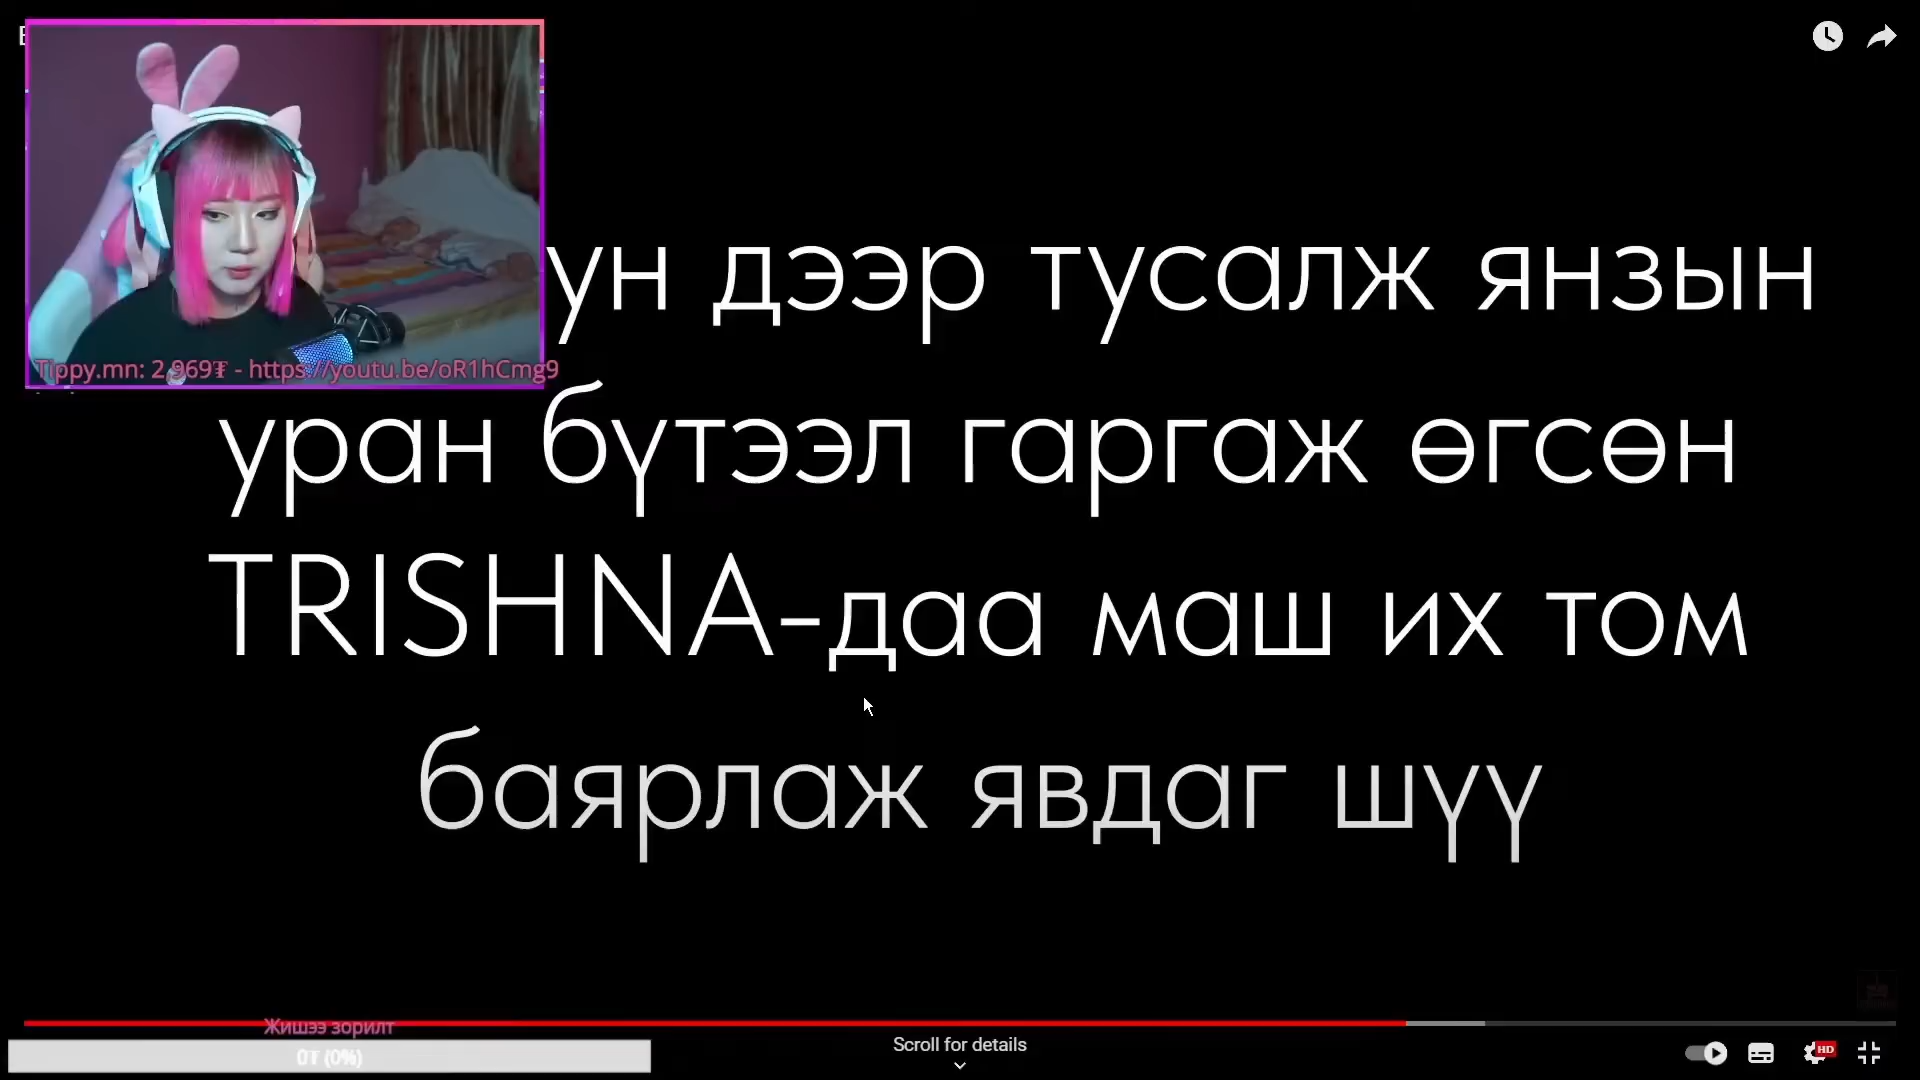 ун дээр тусалж янзын
Tippy.mn: 2,969₮ - https://youtu.be/oR1hCmg9
уран бүтээл гаргаж өгсөн
TRISHNA-даа маш их том
баярлаж явдаг шүү
Жишээ зорилт
0₮ (0%)
Scroll for details
HD